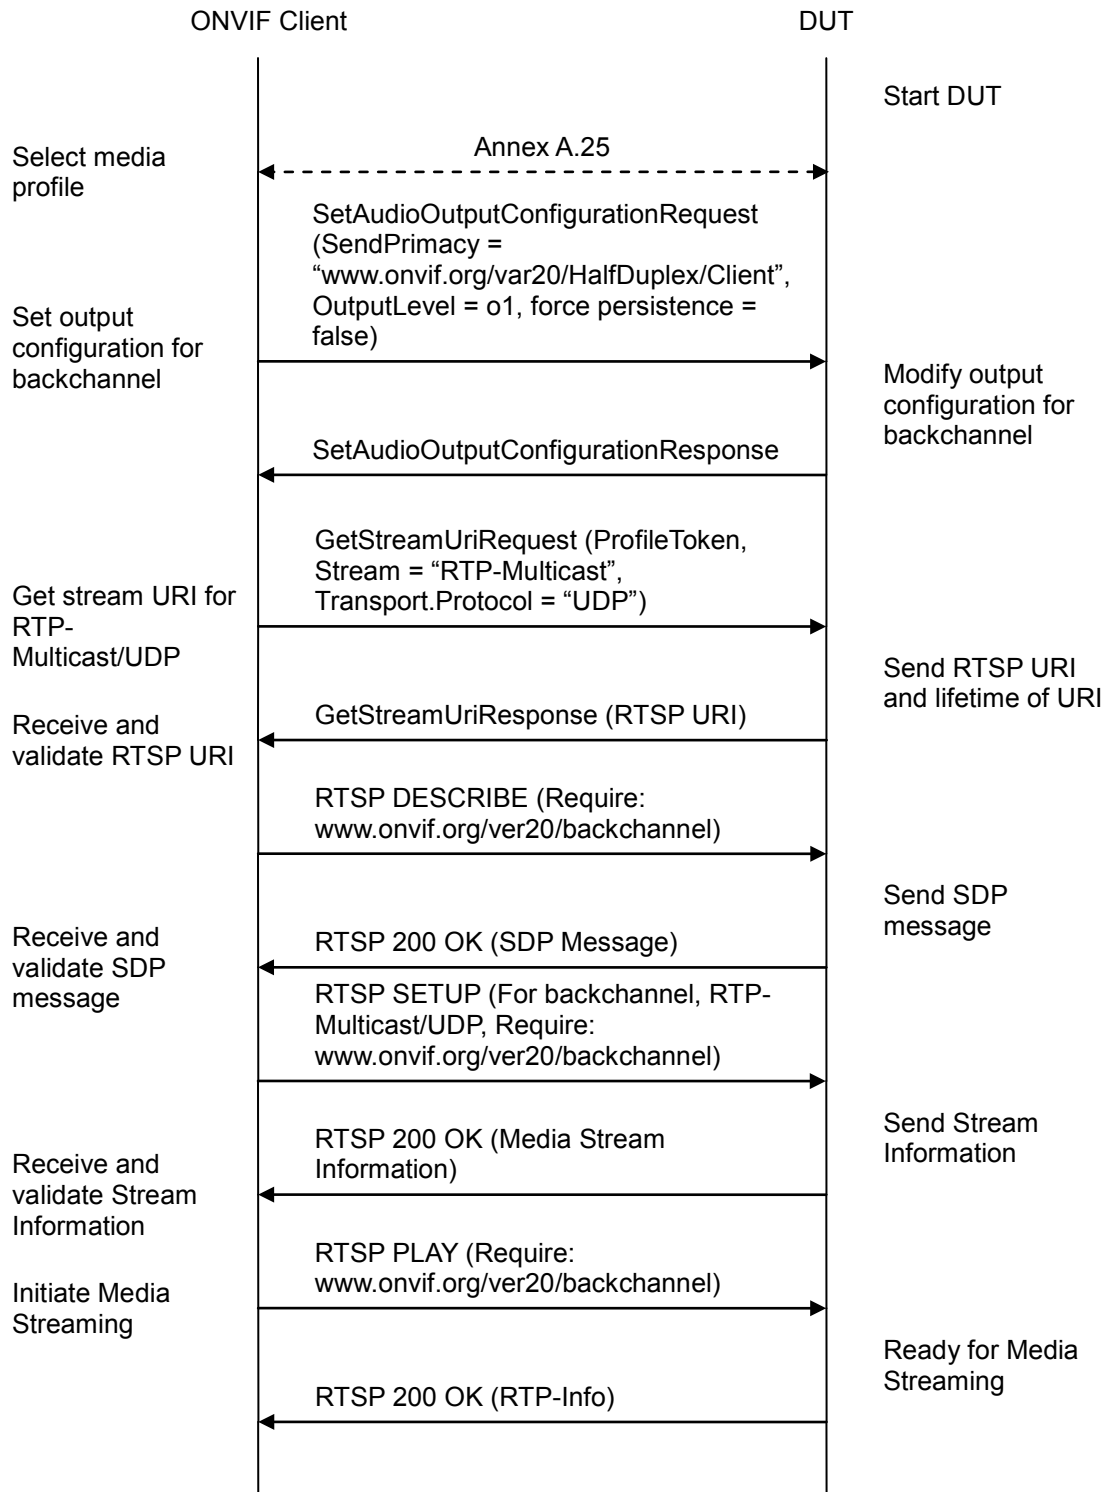 ONVIF Client
DUT
Start DUT
Annex A.25
Select media
profile
SetAudioOutputConfigurationRequest
(SendPrimacy =
“www.onvif.org/var20/HalfDuplex/Client”,
OutputLevel = o1, force persistence =
false)
Set output
configuration for
backchannel
Modify output
configuration for
backchannel
SetAudioOutputConfigurationResponse
GetStreamUriRequest (ProfileToken,
Stream = “RTP-Multicast”,
Transport.Protocol = “UDP”)
Get stream URI for
RTP-
Multicast/UDP
Send RTSP URI
and lifetime of URI
GetStreamUriResponse (RTSP URI)
Receive and
validate RTSP URI
RTSP DESCRIBE (Require:
www.onvif.org/ver20/backchannel)
Send SDP
message
RTSP 200 OK (SDP Message)
Receive and
validate SDP
message
RTSP SETUP (For backchannel, RTP-
Multicast/UDP, Require:
www.onvif.org/ver20/backchannel)
Send Stream
Information
RTSP 200 OK (Media Stream
Information)
Receive and
validate Stream
Information
RTSP PLAY (Require:
www.onvif.org/ver20/backchannel)
Initiate Media
Streaming
Ready for Media
Streaming
RTSP 200 OK (RTP-Info)